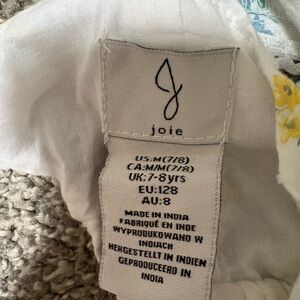 joie
US:M(7/8)
CA:M/M(7/8)
UK:7-8yrs
EU:128
AU:8
MADE IN INDIA
FABRIQUÉ EN INDE
WYPRODUKOWANO W
INDIACH
HERGESTELLT IN INDIEN
GEPRODUCEERD IN
INDIA